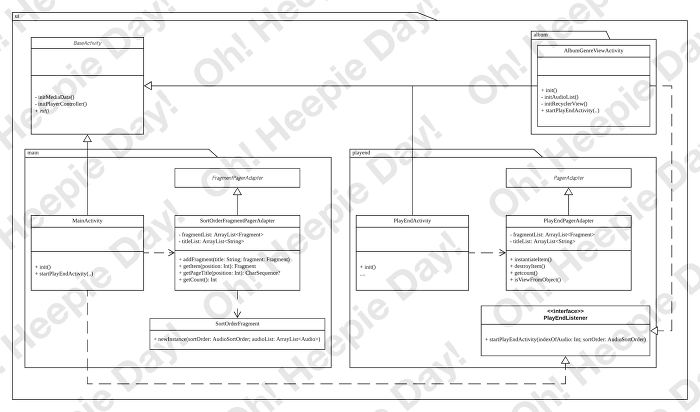 ui
BaseActivity
- initMediaData()
- initPlayerController()
+ init()
album
AlbumGenreViewActivity
+ init()
- initAudioList()
- initRecyclerView()
+ startPlayEndActivity(..)
main
FragmentPagerAdapter
MainActivity
+ init()
+ startPlayEndActivity(..)
SortOrderFragmentPagerAdapter
- fragmentList: ArrayList<Fragment>
- titleList: ArrayList<String>
+ addFragment(title: String; fragment: Fragment)
+ getItem(position: Int): Fragment
+ getPageTitle(position: Int): CharSequence?
+ getCount(): Int
SortOrderFragment
+ newInstance(sortOrder: AudioSortOrder; audioList: ArrayList<Audio>)
playend
PagerAdapter
PlayEndActivity
+ init()
...
PlayEndPagerAdapter
- fragmentList: ArrayList<Fragment>
- titleList: ArrayList<String>
+ instantiateItem()
+ destroyItem()
+ getcount()
+ isViewFromObject()
<<interface>>
PlayEndListener
+ startPlayEndActivity(indexOfAudio: Int; sortOrder: AudioSortOrder)
Oh! Heepie Day!